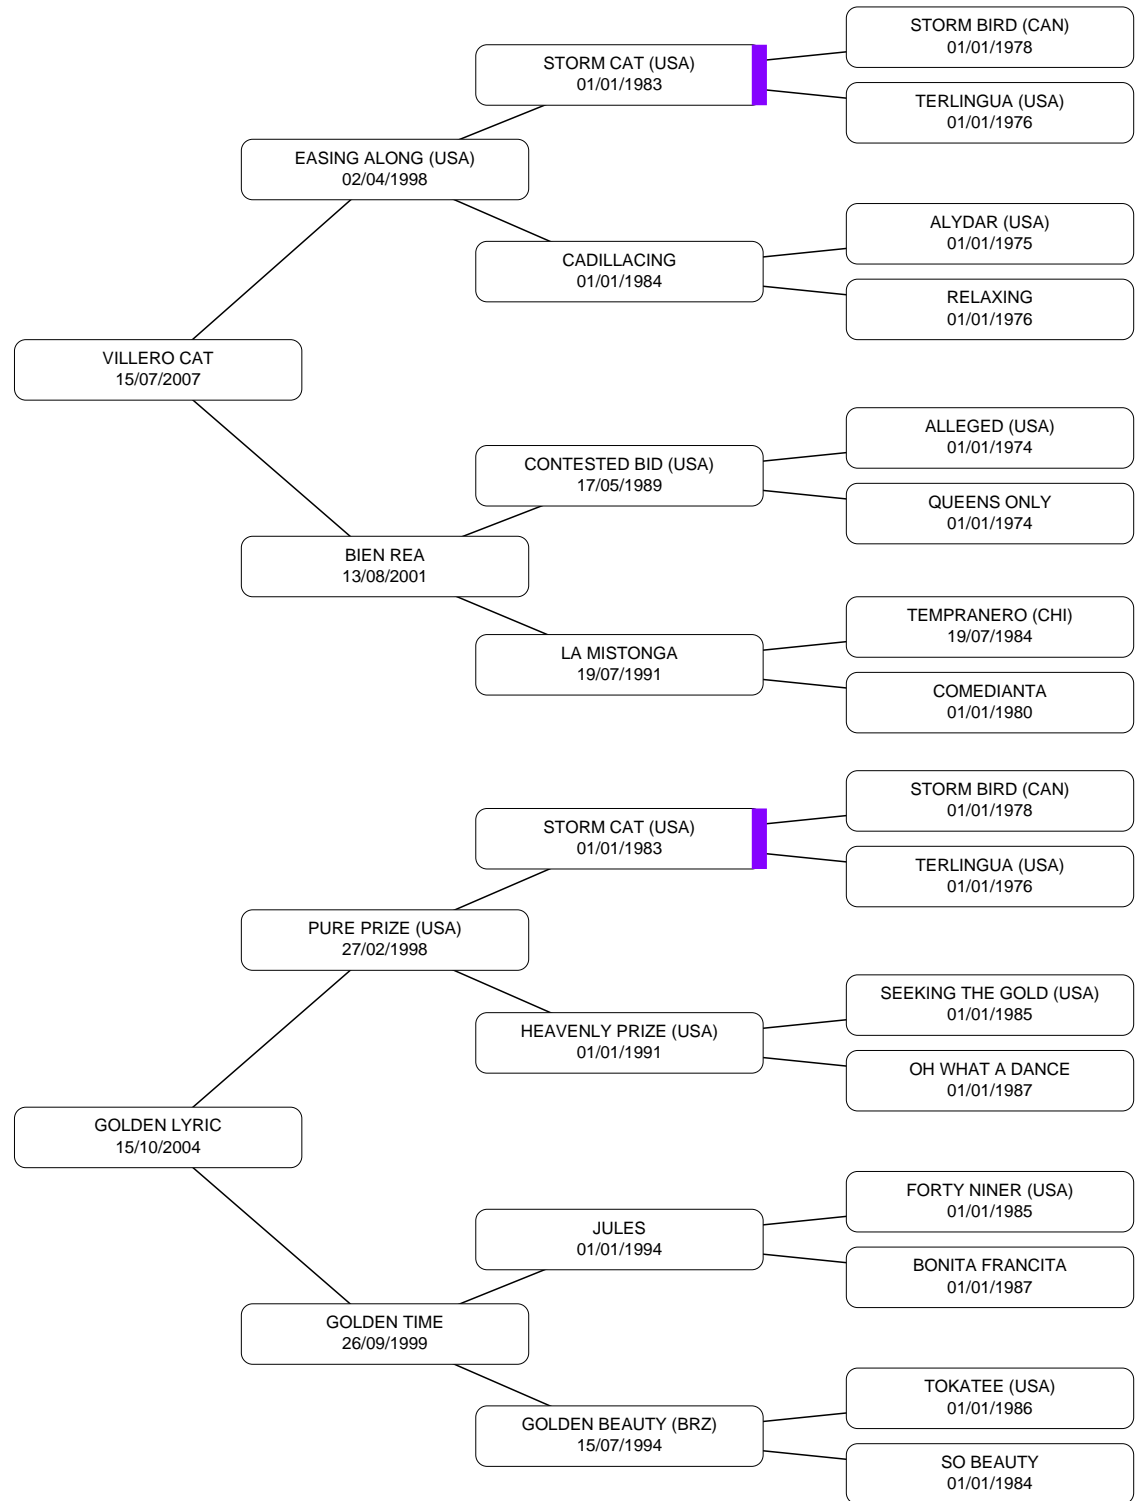 STORM BIRD (CAN)
01/01/1978
STORM CAT (USA)
01/01/1983
TERLINGUA (USA)
01/01/1976
EASING ALONG (USA)
02/04/1998
ALYDAR (USA)
01/01/1975
CADILLACING
01/01/1984
RELAXING
01/01/1976
VILLERO CAT
15/07/2007
ALLEGED (USA)
01/01/1974
CONTESTED BID (USA)
17/05/1989
QUEENS ONLY
01/01/1974
BIEN REA
13/08/2001
TEMPRANERO (CHI)
19/07/1984
LA MISTONGA
19/07/1991
COMEDIANTA
01/01/1980
STORM BIRD (CAN)
01/01/1978
STORM CAT (USA)
01/01/1983
TERLINGUA (USA)
01/01/1976
PURE PRIZE (USA)
27/02/1998
SEEKING THE GOLD (USA)
01/01/1985
HEAVENLY PRIZE (USA)
01/01/1991
OH WHAT A DANCE
01/01/1987
GOLDEN LYRIC
15/10/2004
FORTY NINER (USA)
01/01/1985
JULES
01/01/1994
BONITA FRANCITA
01/01/1987
GOLDEN TIME
26/09/1999
TOKATEE (USA)
01/01/1986
GOLDEN BEAUTY (BRZ)
15/07/1994
SO BEAUTY
01/01/1984